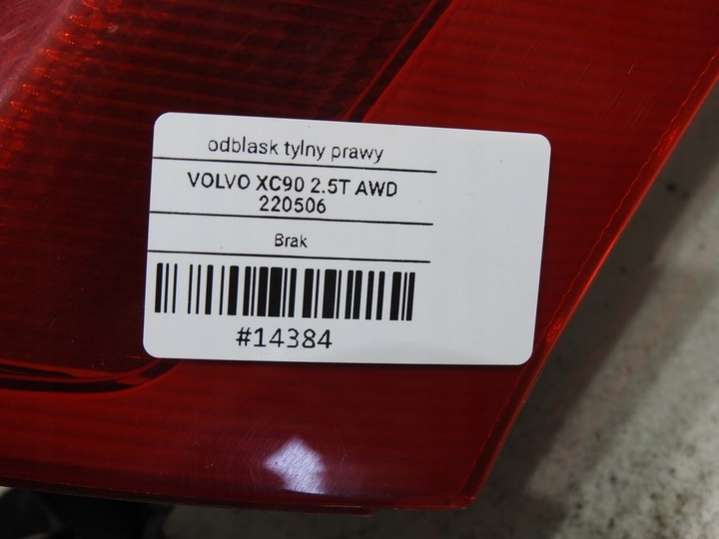 odblask tylny prawy
VOLVO XC90 2.5T AWD
220506
Brak
#14384